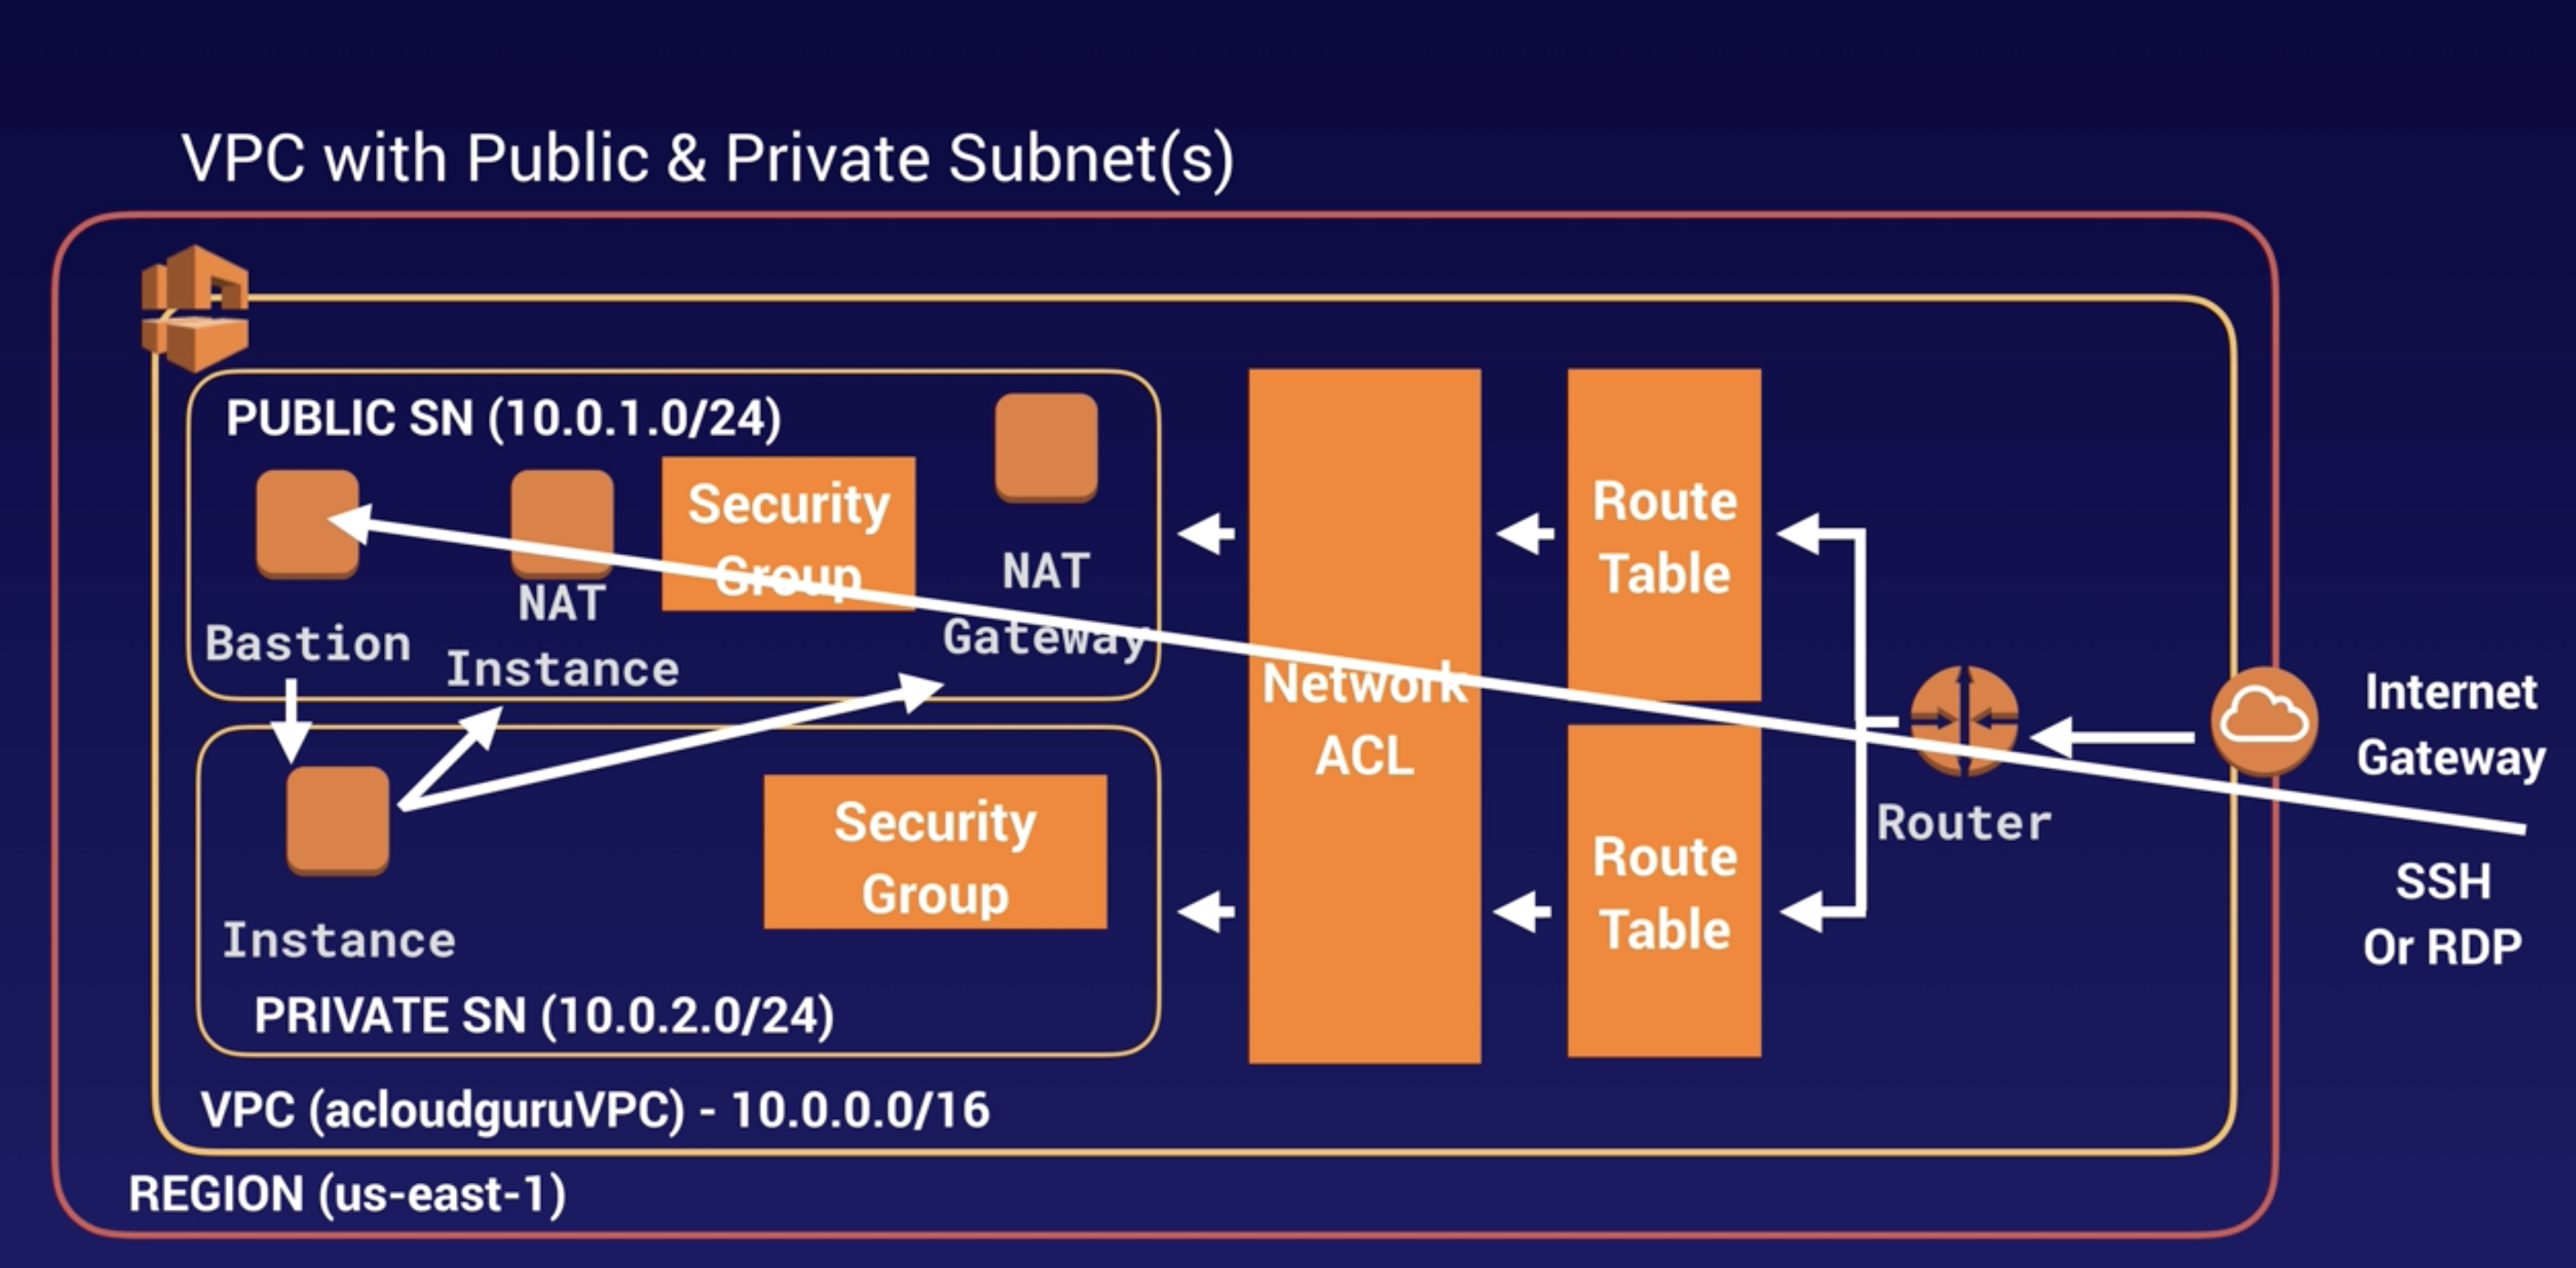 VPC with Public & Private Subnet(s)
PUBLIC SN (10.0.1.0/24)
Security
Group
NAT
Gateway
NAT
Instance
Bastion
Security
Group
Instance
PRIVATE SN (10.0.2.0/24)
Network
ACL
Route
Table
Route
Table
Router
Internet
Gateway
SSH
Or RDP
VPC (acloudguruVPC) - 10.0.0.0/16
REGION (us-east-1)